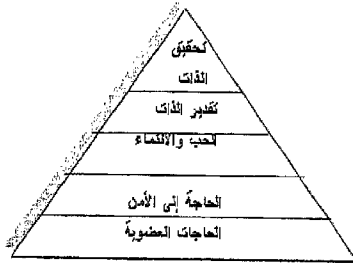 تحقيق
الذات
تقدير الذات
الحب والانتماء
الحاجة إلى الأمن
الحاجات العضوية